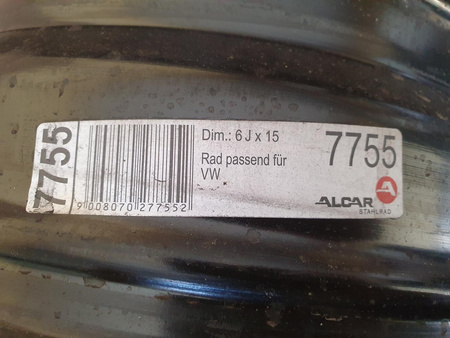 7755
9 008070 277552
Dim.: 6 J x 15
Rad passend für
VW
7755
ALCAR
STAHLRAD